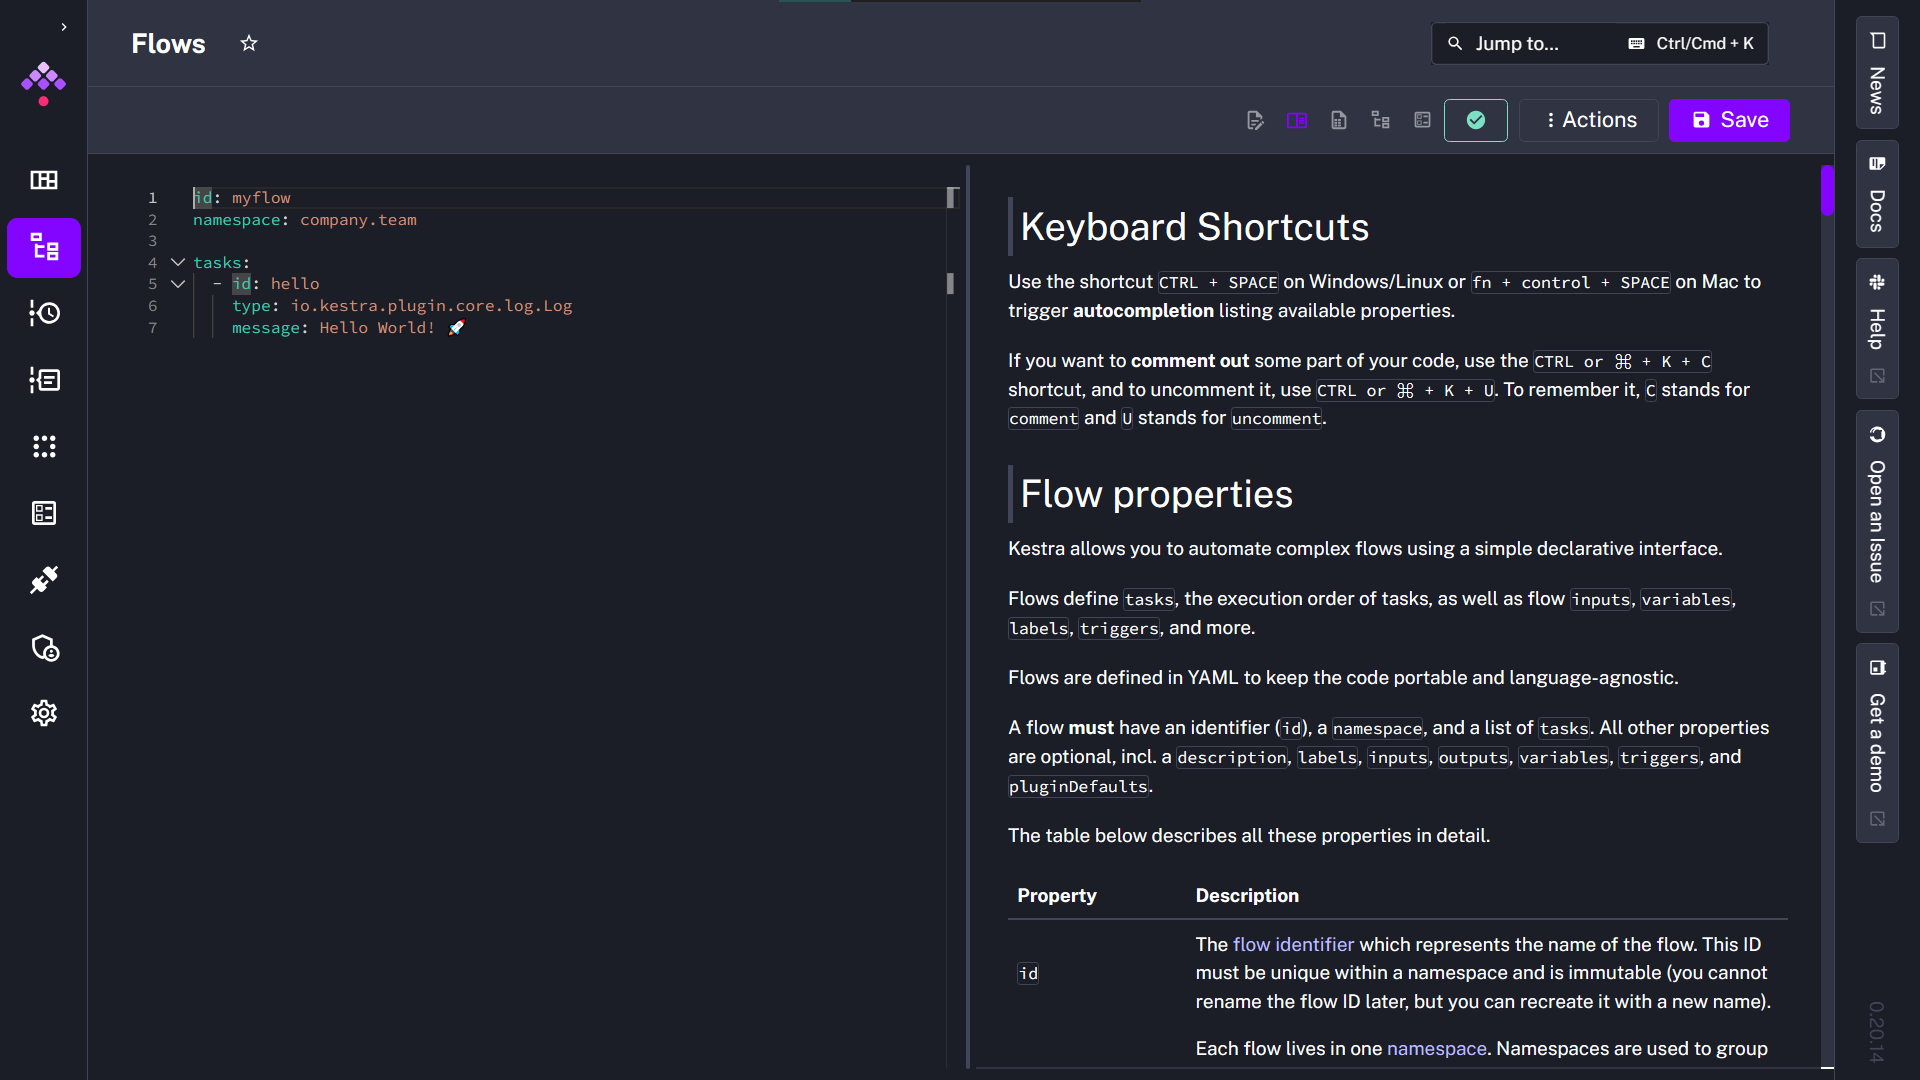 Flows
Jump to... Ctrl/Cmd + K
Actions
Save
1 id: myflow
2 namespace: company.team
3
4 tasks:
5 - id: hello
6 type: io.kestra.plugin.core.log.Log
7 message: Hello World! 🚀
Keyboard Shortcuts
Use the shortcut CTRL + SPACE on Windows/Linux or fn + control + SPACE on Mac to
trigger autocompletion listing available properties.
If you want to comment out some part of your code, use the CTRL or ⌘ + K + C
shortcut, and to uncomment it, use CTRL or ⌘ + K + U. To remember it, C stands for
comment and U stands for uncomment.
Flow properties
Kestra allows you to automate complex flows using a simple declarative interface.
Flows define tasks, the execution order of tasks, as well as flow inputs, variables,
labels, triggers, and more.
Flows are defined in YAML to keep the code portable and language-agnostic.
A flow must have an identifier (id), a namespace, and a list of tasks. All other properties
are optional, incl. a description, labels, inputs, outputs, variables, triggers, and
pluginDefaults.
The table below describes all these properties in detail.
Property Description
id
The flow identifier which represents the name of the flow. This ID
must be unique within a namespace and is immutable (you cannot
rename the flow ID later, but you can recreate it with a new name).
Each flow lives in one namespace. Namespaces are used to group
News
Docs
Help
Open an Issue
Get a demo
0.20.14